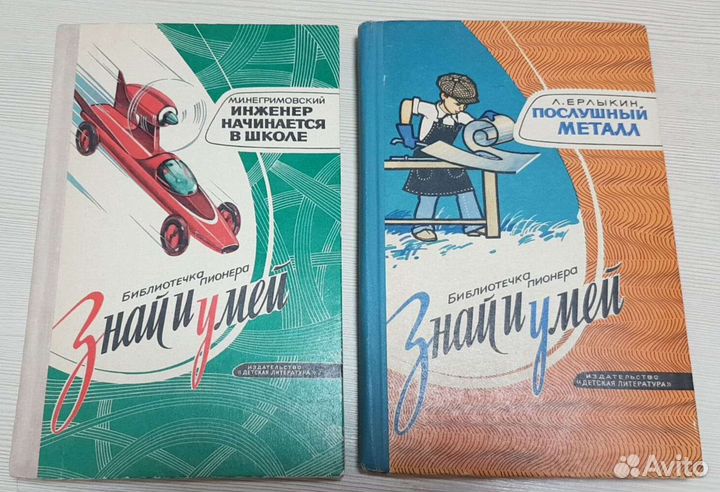 М.И.НЕГРИМОВСКИЙ
ИНЖЕНЕР
НАЧИНАЕТСЯ
В ШКОЛЕ
БИБЛИОТЕЧКА
ПИОНЕРА
Знай и умей
ИЗДАТЕЛЬСТВО
«ДЕТСКАЯ ЛИТЕРАТУРА»
Л. ЕРЛЫКИН
ПОСЛУШНЫЙ
МЕТАЛЛ
БИБЛИОТЕЧКА
ПИОНЕРА
Знай и умей
ИЗДАТЕЛЬСТВО
«ДЕТСКАЯ ЛИТЕРАТУРА»
Avito